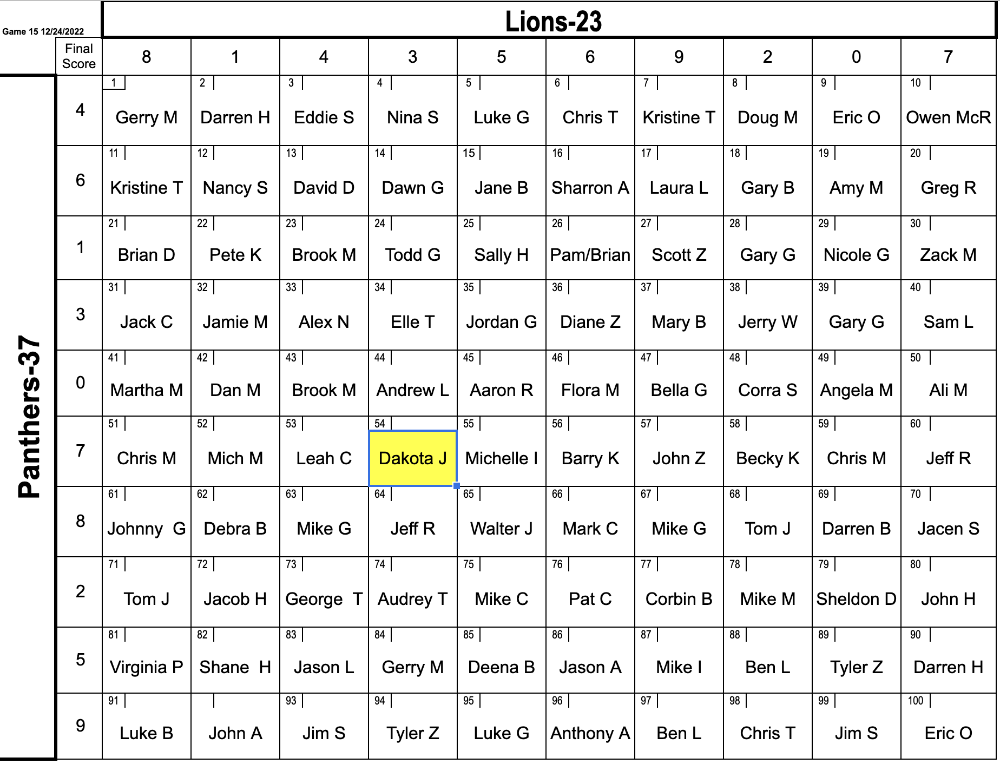 Lions-23
Game 15 12/24/2022
Final Score 8 1 4 3 5 6 9 2 0 7
Panthers-37
1 2 3 4 5 6 7 8 9 10
4 Gerry M Darren H Eddie S Nina S Luke G Chris T Kristine T Doug M Eric O Owen McR
11 12 13 14 15 16 17 18 19 20
6 Kristine T Nancy S David D Dawn G Jane B Sharron A Laura L Gary B Amy M Greg R
21 22 23 24 25 26 27 28 29 30
1 Brian D Pete K Brook M Todd G Sally H Pam/Brian Scott Z Gary G Nicole G Zack M
31 32 33 34 35 36 37 38 39 40
3 Jack C Jamie M Alex N Elle T Jordan G Diane Z Mary B Jerry W Gary G Sam L
41 42 43 44 45 46 47 48 49 50
0 Martha M Dan M Brook M Andrew L Aaron R Flora M Bella G Corra S Angela M Ali M
51 52 53 54 55 56 57 58 59 60
7 Chris M Mich M Leah C Dakota J Michelle I Barry K John Z Becky K Chris M Jeff R
61 62 63 64 65 66 67 68 69 70
8 Johnny G Debra B Mike G Jeff R Walter J Mark C Mike G Tom J Darren B Jacen S
71 72 73 74 75 76 77 78 79 80
2 Tom J Jacob H George T Audrey T Mike C Pat C Corbin B Mike M Sheldon D John H
81 82 83 84 85 86 87 88 89 90
5 Virginia P Shane H Jason L Gerry M Deena B Jason A Mike I Ben L Tyler Z Darren H
91 93 94 95 96 97 98 99 100
9 Luke B John A Jim S Tyler Z Luke G Anthony A Ben L Chris T Jim S Eric O